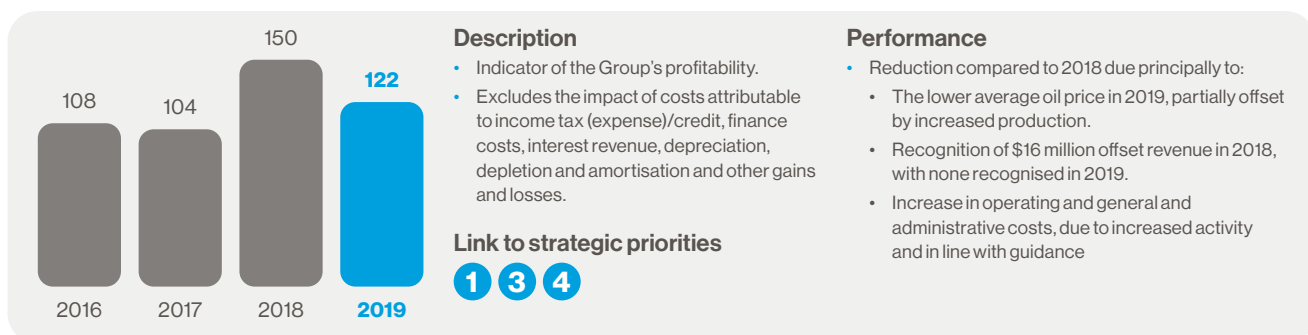 150
122
108
104
2016
2017
2018
2019
Description
• Indicator of the Group's profitability.
• Excludes the impact of costs attributable
to income tax (expense)/credit, finance
costs, interest revenue, depreciation,
depletion and amortisation and other gains
and losses.
Link to strategic priorities
1 3 4
Performance
• Reduction compared to 2018 due principally to:
• The lower average oil price in 2019, partially offset
by increased production.
• Recognition of $16 million offset revenue in 2018,
with none recognised in 2019.
• Increase in operating and general and
administrative costs, due to increased activity
and in line with guidance